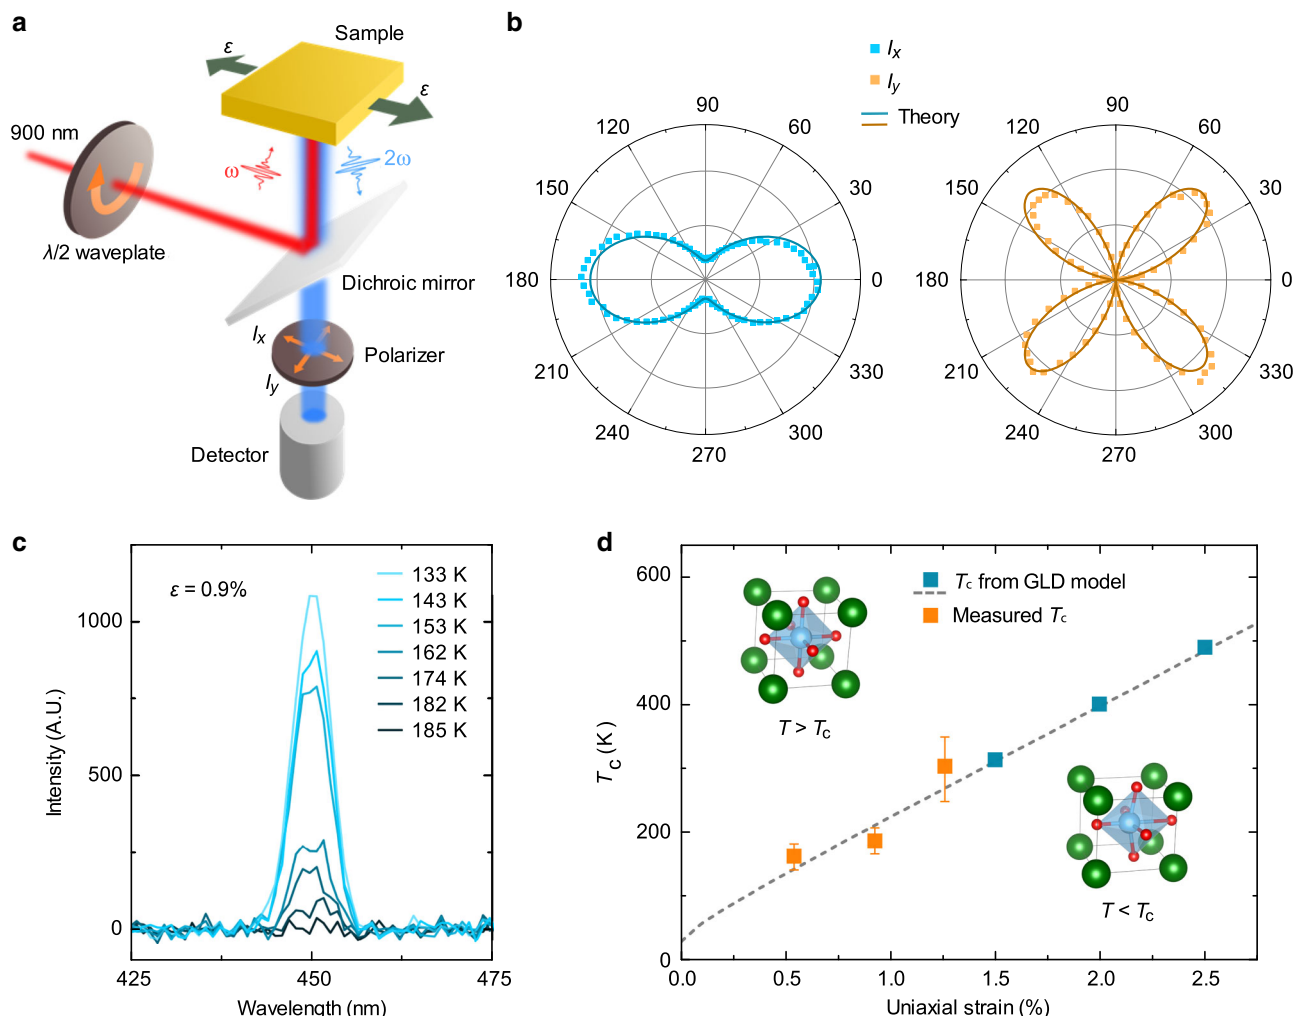 a
Sample
ε
ε
900 nm
ω
2ω
λ/2 waveplate
Dichroic mirror
Ix
Polarizer
Iy
Detector
b
Ix
Iy
Theory
90
120
60
150
180
0
210
330
240
300
270
90
120
60
150
30
180
0
210
330
240
300
270
c
ε = 0.9%
133 K
143 K
153 K
162 K
174 K
182 K
185 K
1000
500
0
Intensity (A.U.)
425
450
475
Wavelength (nm)
d
Tc from GLD model
Measured Tc
T > Tc
T < Tc
600
400
200
0
Tc (K)
0.0
0.5
1.0
1.5
2.0
2.5
Uniaxial strain (%)